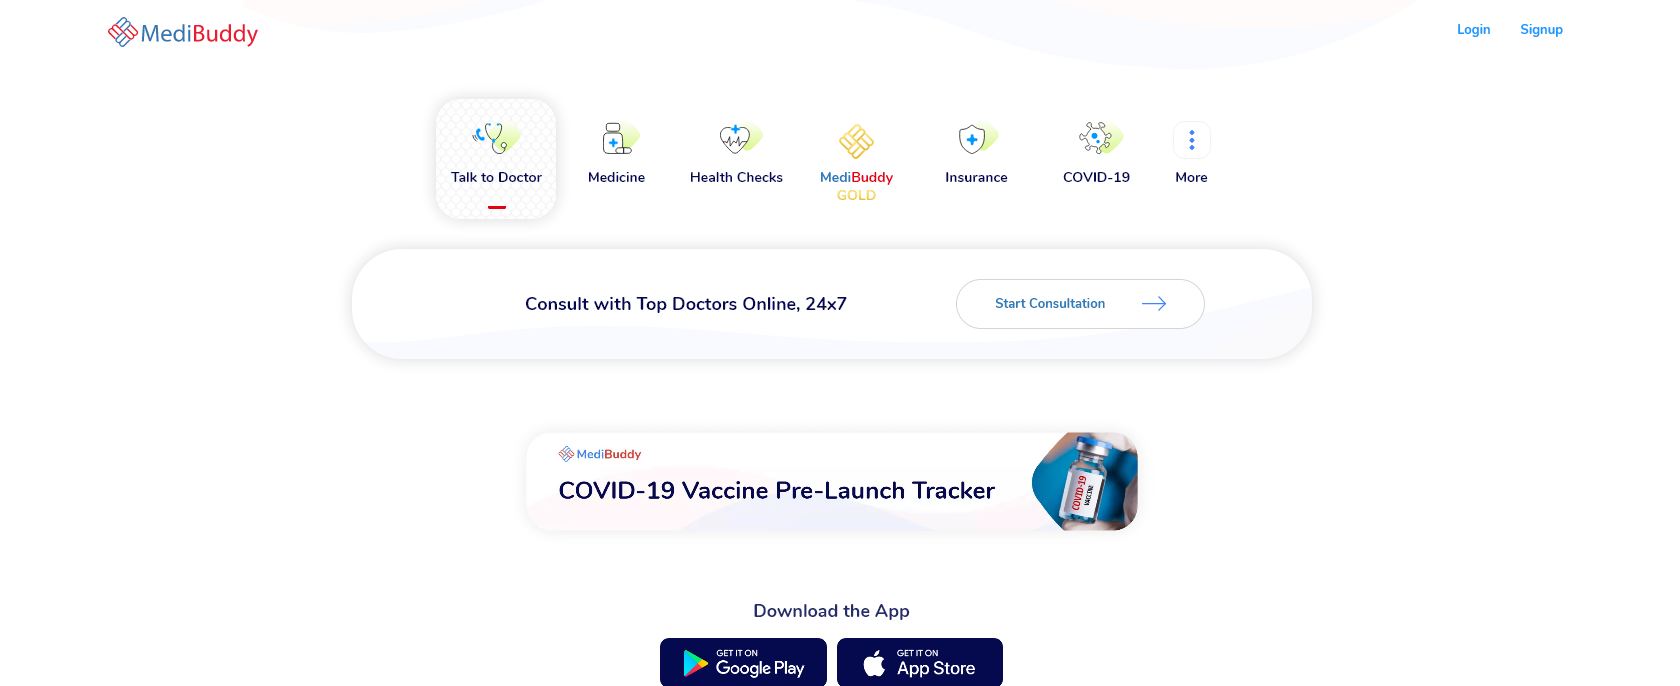 MediBuddy
Login
Signup
Talk to Doctor
Medicine
Health Checks
MediBuddy
GOLD
Insurance
COVID-19
More
Consult with Top Doctors Online, 24x7
Start Consultation
MediBuddy
COVID-19 Vaccine Pre-Launch Tracker
COVID-19
VACCINE
Download the App
GET IT ON
Google Play
GET IT ON
App Store